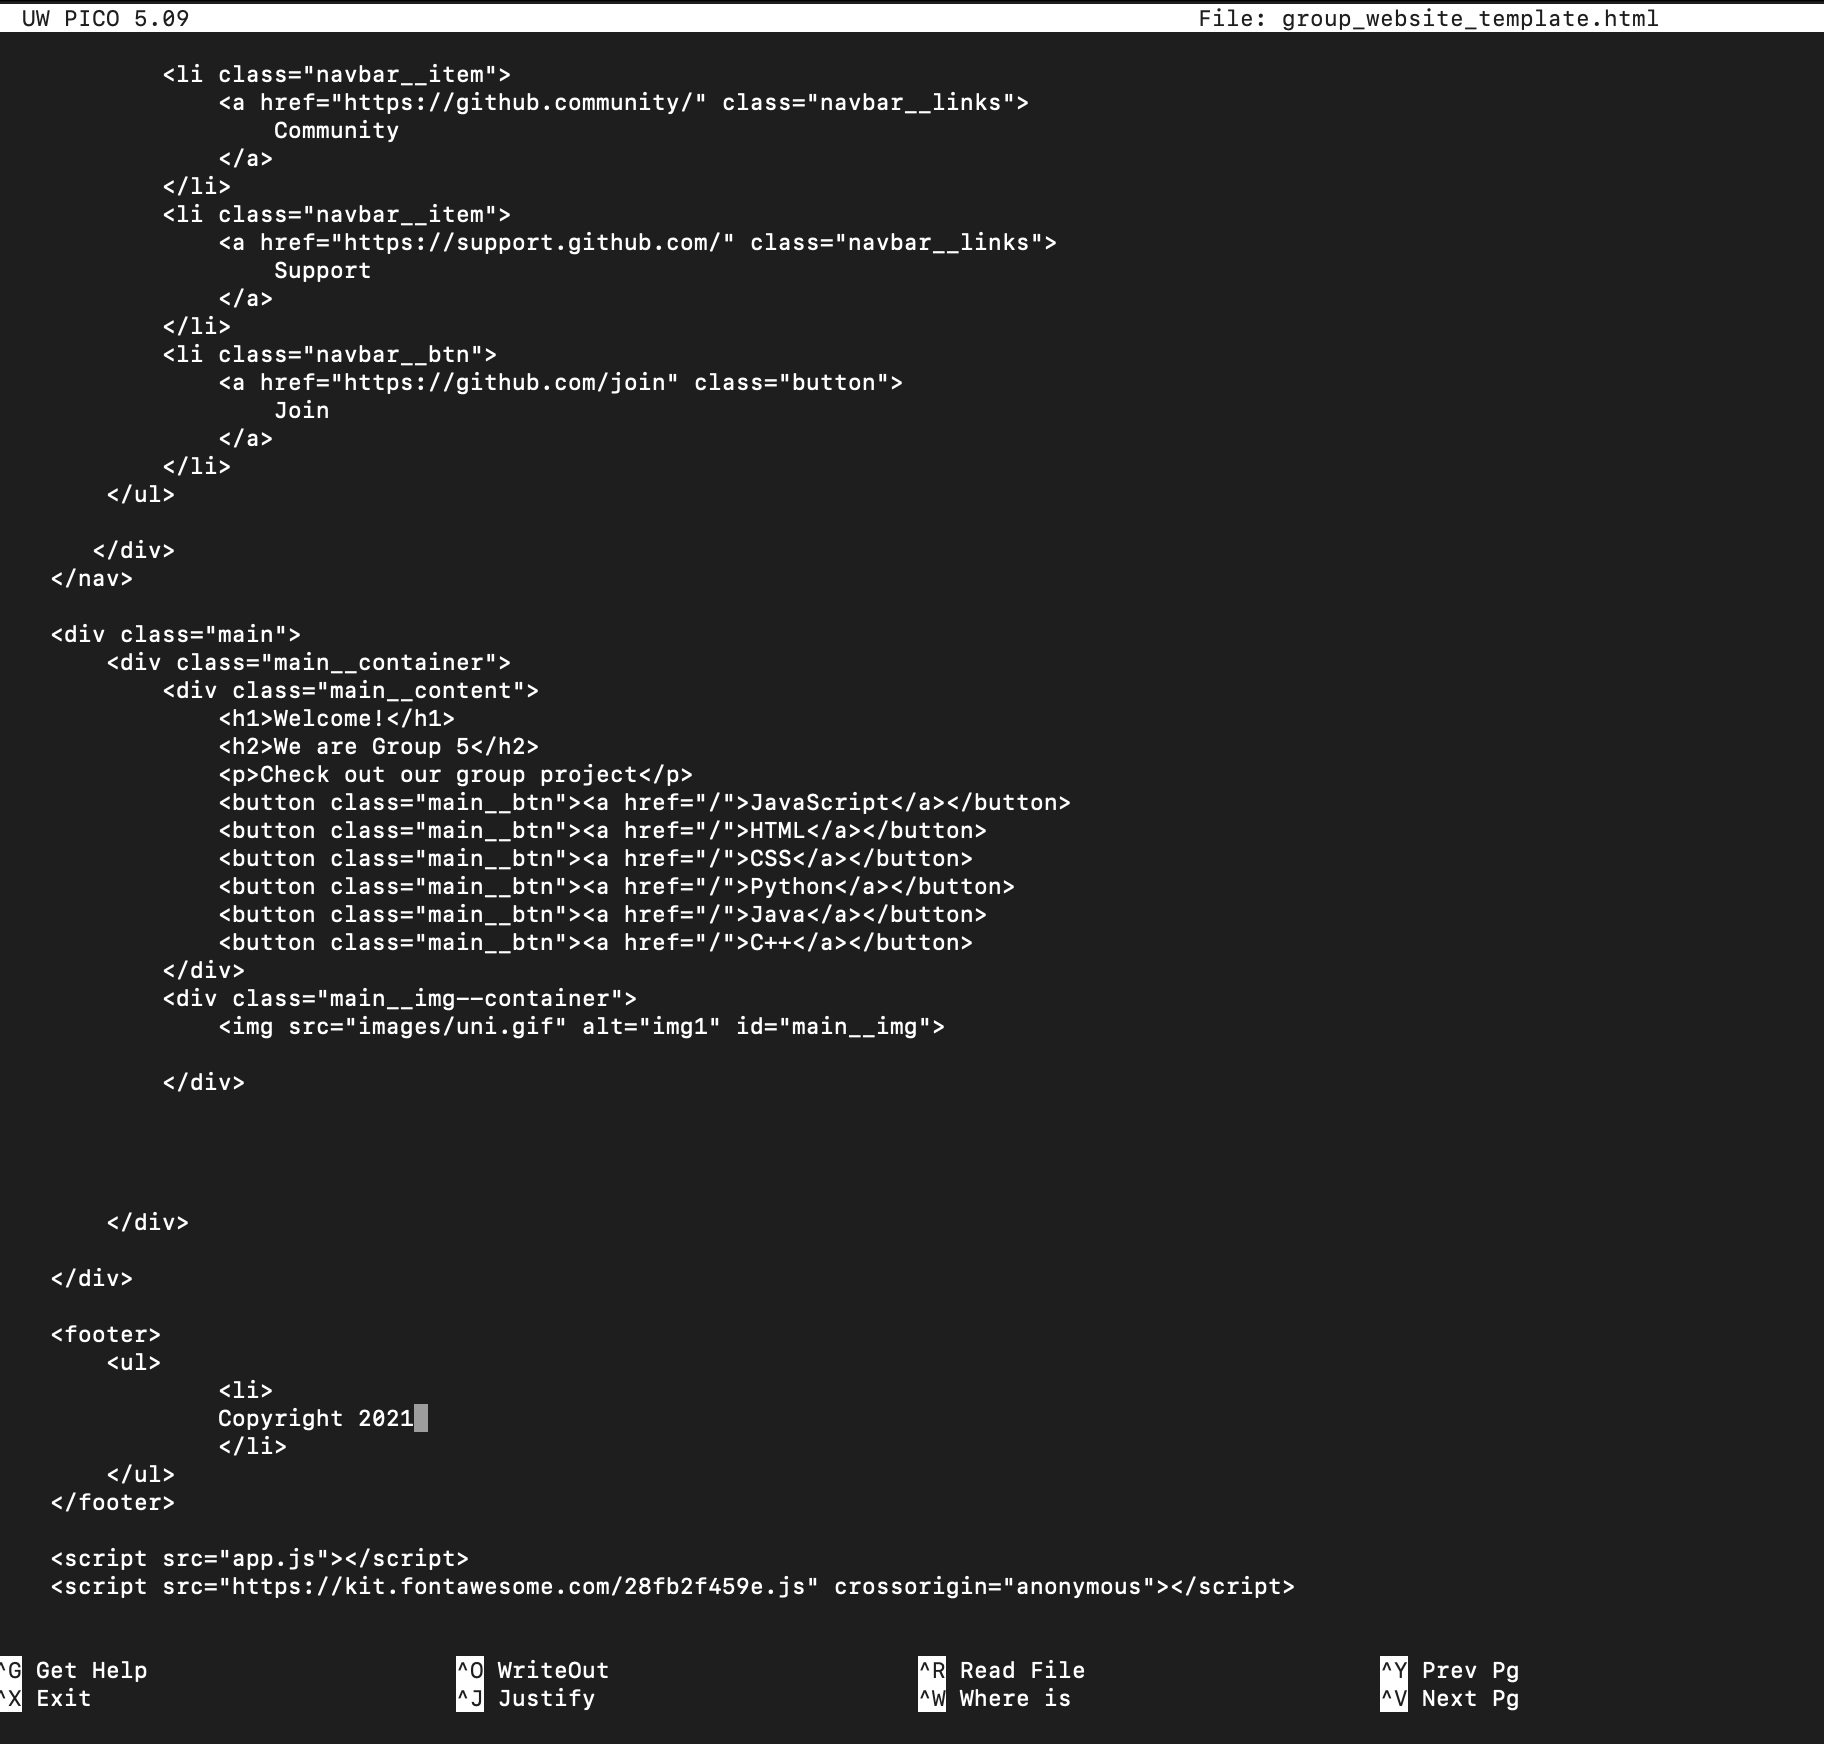 UW PICO 5.09 File: group_website_template.html
<li class="navbar__item">
<a href="https://github.community/" class="navbar__links">
Community
</a>
</li>
<li class="navbar__item">
<a href="https://support.github.com/" class="navbar__links">
Support
</a>
</li>
<li class="navbar__btn">
<a href="https://github.com/join" class="button">
Join
</a>
</li>
</ul>
</div>
</nav>
<div class="main">
<div class="main__container">
<div class="main__content">
<h1>Welcome!</h1>
<h2>We are Group 5</h2>
<p>Check out our group project</p>
<button class="main__btn"><a href="/">JavaScript</a></button>
<button class="main__btn"><a href="/">HTML</a></button>
<button class="main__btn"><a href="/">CSS</a></button>
<button class="main__btn"><a href="/">Python</a></button>
<button class="main__btn"><a href="/">Java</a></button>
<button class="main__btn"><a href="/">C++</a></button>
</div>
<div class="main__img--container">
<img src="images/uni.gif" alt="img1" id="main__img">
</div>
</div>
</div>
<footer>
<ul>
<li>
Copyright 2021
</li>
</ul>
</footer>
<script src="app.js"></script>
<script src="https://kit.fontawesome.com/28fb2f459e.js" crossorigin="anonymous"></script>
^G Get Help ^O WriteOut ^R Read File ^Y Prev Pg
^X Exit ^J Justify ^W Where is ^V Next Pg